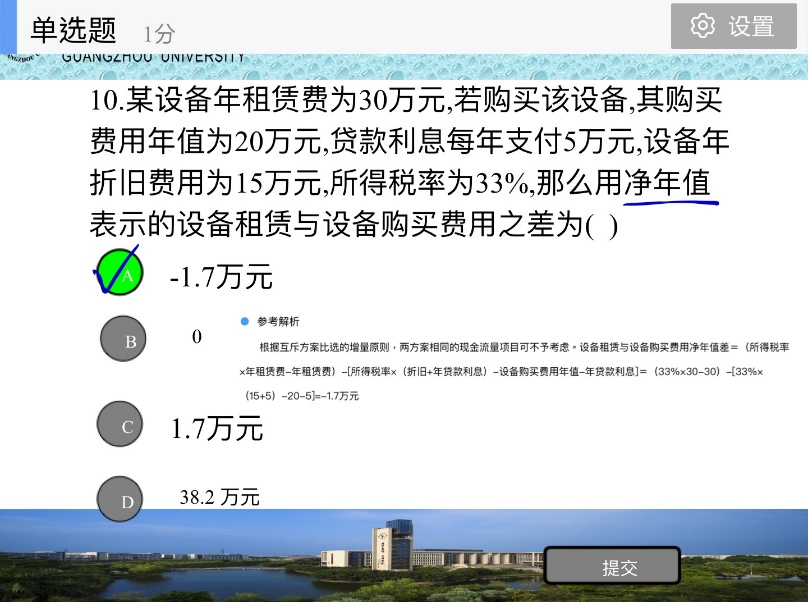 单选题 1分
设置
GUANGZHOU UNIVERSITY
10.某设备年租赁费为30万元,若购买该设备,其购买
费用年值为20万元,贷款利息每年支付5万元,设备年
折旧费用为15万元,所得税率为33%,那么用净年值
表示的设备租赁与设备购买费用之差为( )
A -1.7万元
B 0
参考解析
根据互斥方案比选的增量原则，两方案相同的现金流量项目可不予考虑。设备租赁与设备购买费用净年值差＝（所得税率
×年租赁费−年租赁费）−[所得税率×（折旧+年贷款利息）−设备购买费用年值−年贷款利息]＝（33%×30−30）−[33%×
（15+5）−20−5]=−1.7万元
C 1.7万元
D 38.2 万元
提交